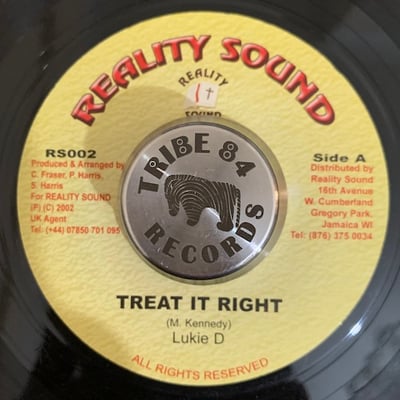 REALITY SOUND
REALITY
1t
SOUND
RS002
Produced & Arranged by
C. Fraser, P. Harris,
S. Harris
For REALITY SOUND
(P) (C) 2002
UK Agent
Tel: (+44) 07850 701 095
TRIBE 84
RECORDS
Side A
Distributed by
Reality Sound
16th Avenue
W. Cumberland
Gregory Park,
Jamaica WI
Tel: (876) 375 0034
TREAT IT RIGHT
(M. Kennedy)
Lukie D
ALL RIGHTS RESERVED